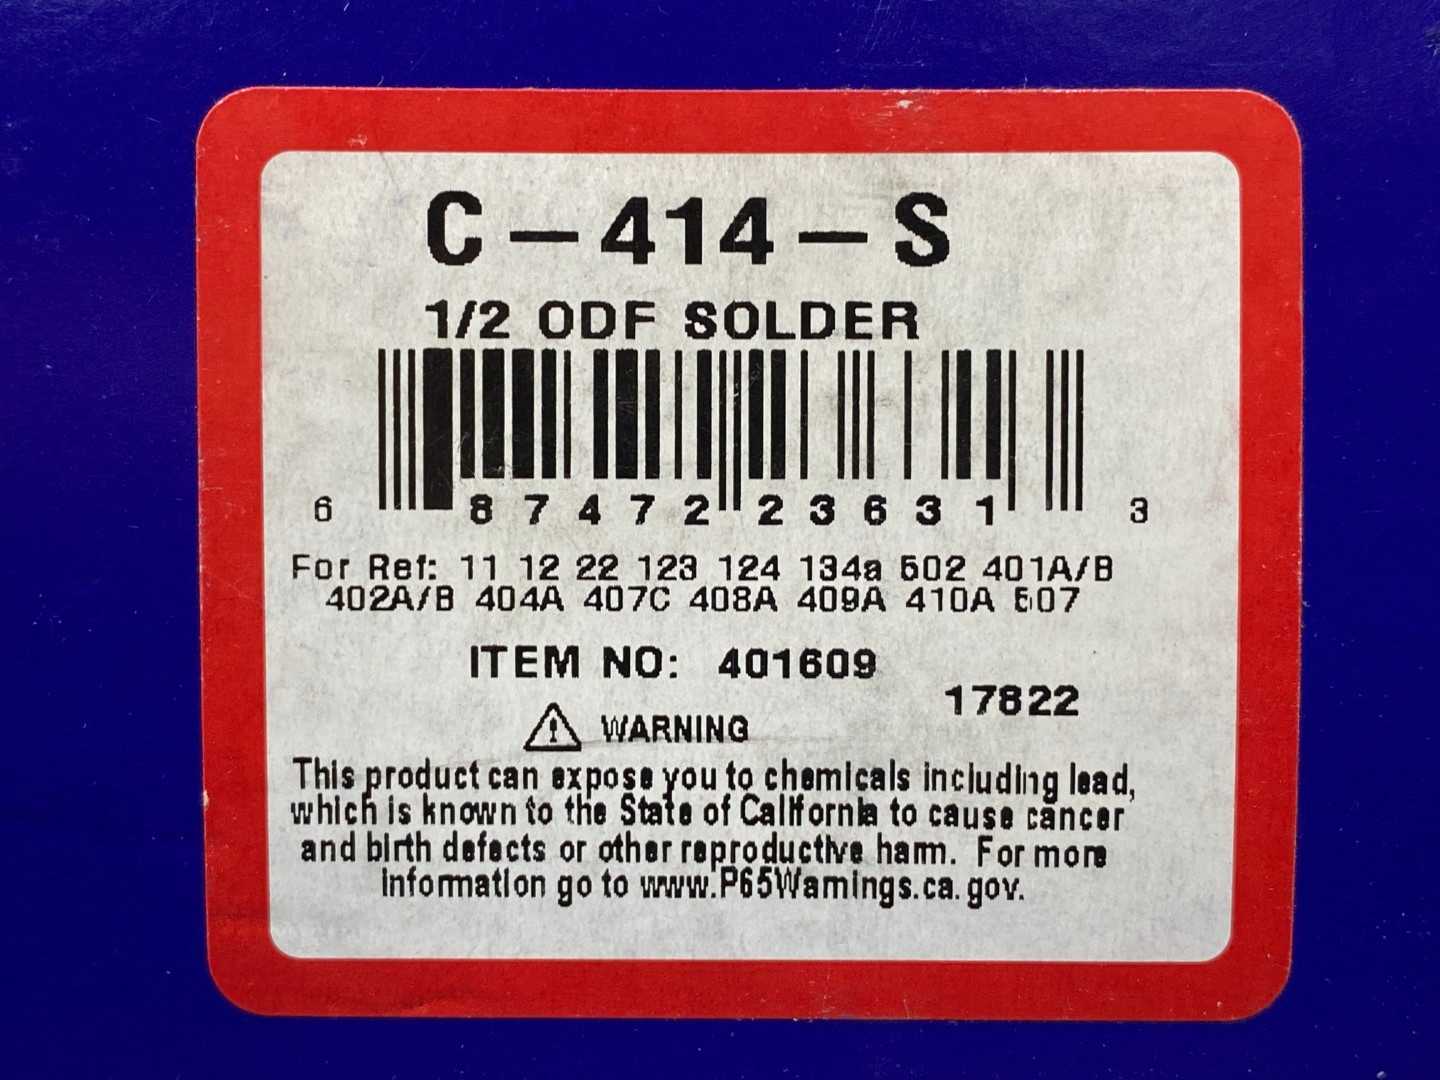 C-414-S
1/2 ODF SOLDER
6 87472 23631 3
For Ref: 11 12 22 123 124 134a 502 401A/B
402A/B 404A 407C 408A 409A 410A 507
ITEM NO: 401609
17822
⚠ WARNING
This product can expose you to chemicals including lead,
which is known to the State of California to cause cancer
and birth defects or other reproductive harm. For more
information go to www.P65Warnings.ca.gov.